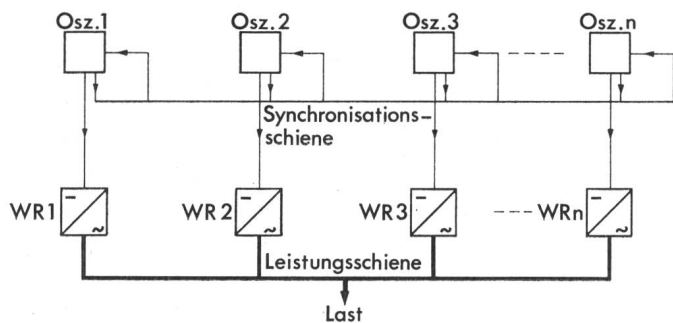 Osz.1 Osz.2 Osz.3 Osz.n
Synchronisations-
schiene
WR1 WR2 WR3 WRn
Leistungsschiene
Last